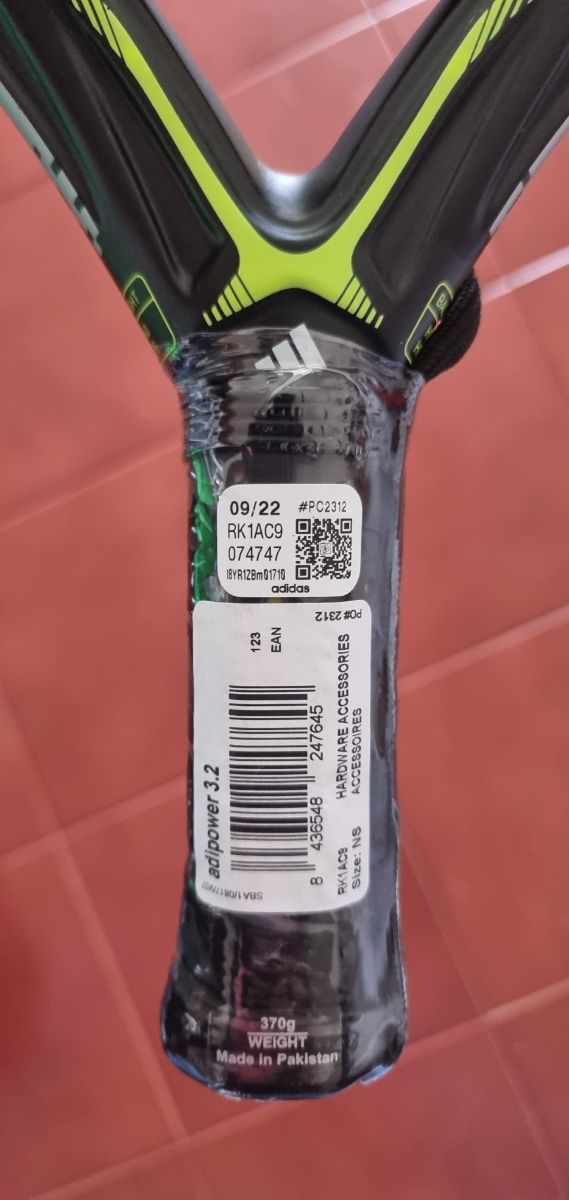 09/22 #PC2312
RK1AC9
074747
I8YR1ZBm01710
adidas
PO# 2312
123
EAN
adipower 3.2
8 436548 247645
RK1AC9 HARDWARE ACCESSORIES
Size: NS ACCESSOIRES
370g
WEIGHT
Made in Pakistan